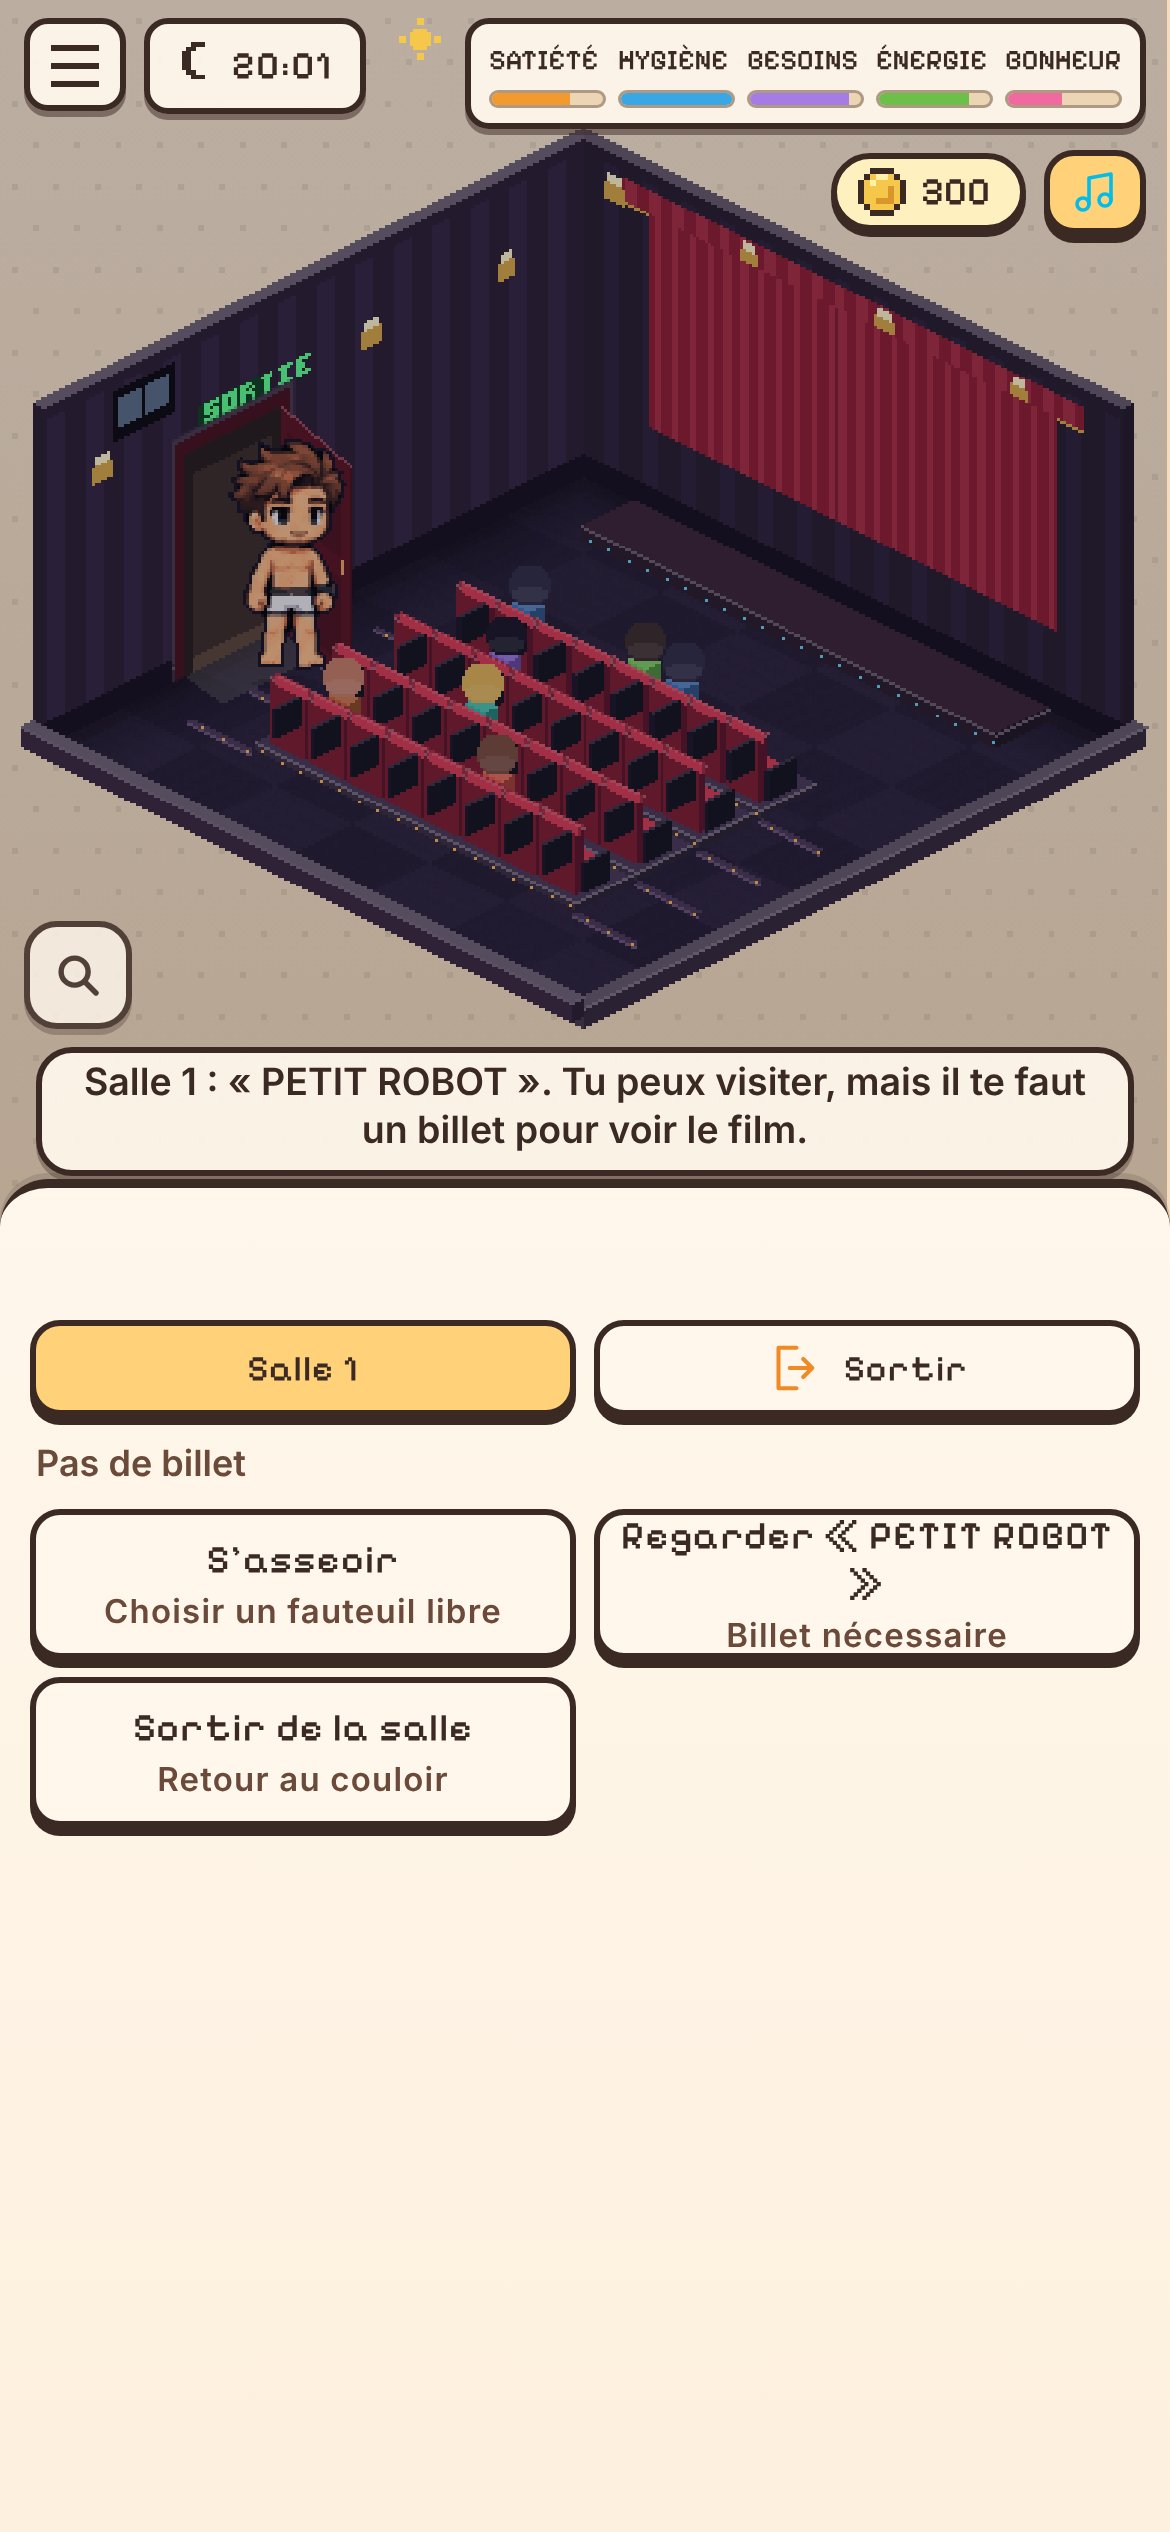 20:01
SATIÉTÉ HYGIÈNE BESOINS ÉNERGIE BONHEUR
300
SORTIE
Salle 1 : « PETIT ROBOT ». Tu peux visiter, mais il te faut
un billet pour voir le film.
Salle 1
Sortir
Pas de billet
S'asseoir
Choisir un fauteuil libre
Regarder « PETIT ROBOT
»
Billet nécessaire
Sortir de la salle
Retour au couloir